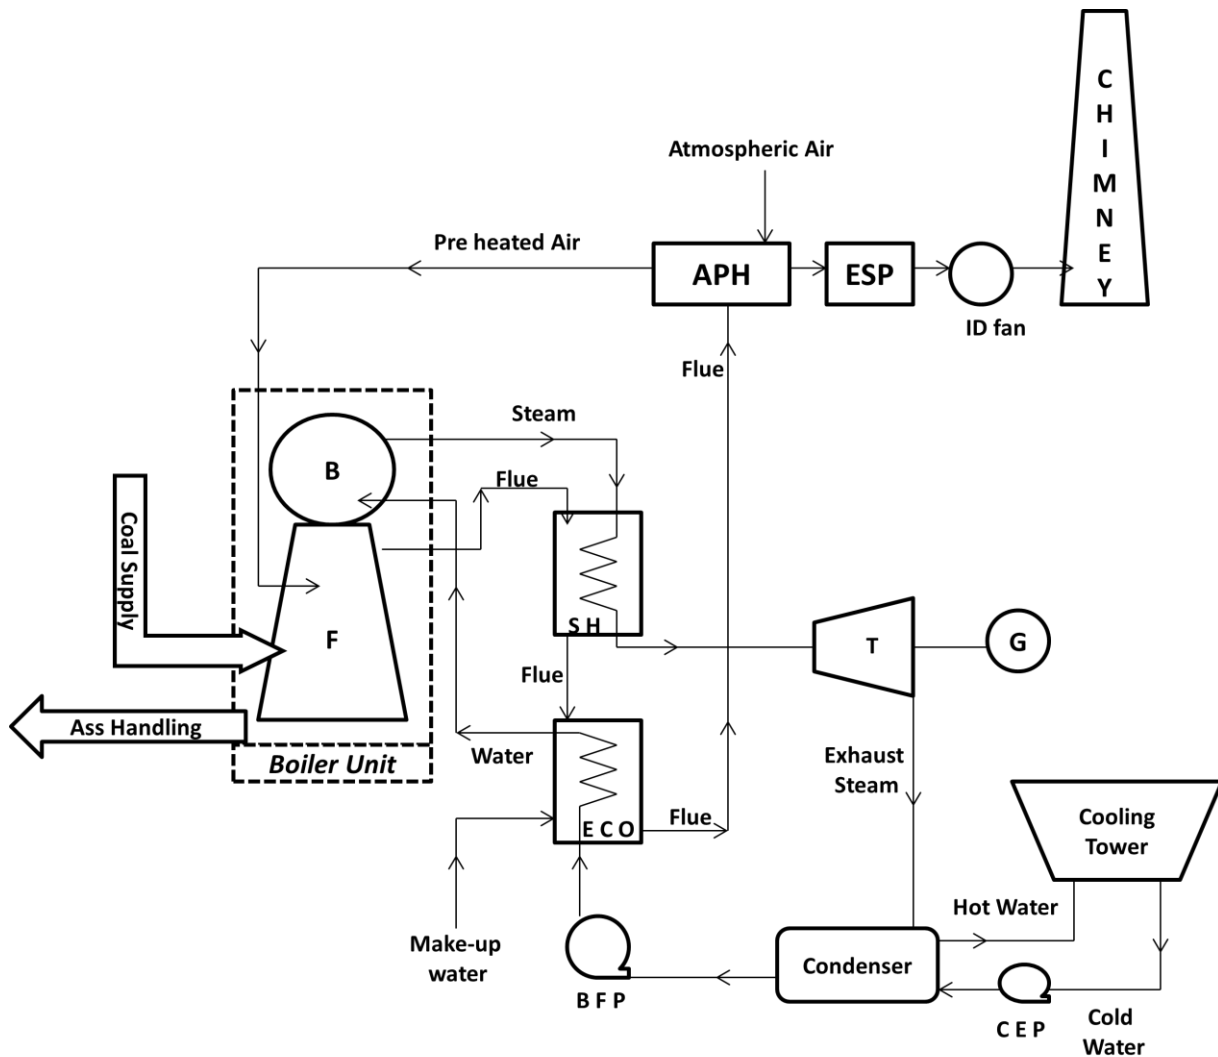 CHIMNEY
Atmospheric Air
Pre heated Air
APH
ESP
ID fan
Flue
Steam
B
Flue
Coal Supply
S H
F
T
G
Flue
Ass Handling
Boiler Unit
Water
Exhaust
Steam
E C O
Flue
Cooling
Tower
Hot Water
Make-up
water
Condenser
B F P
C E P
Cold
Water